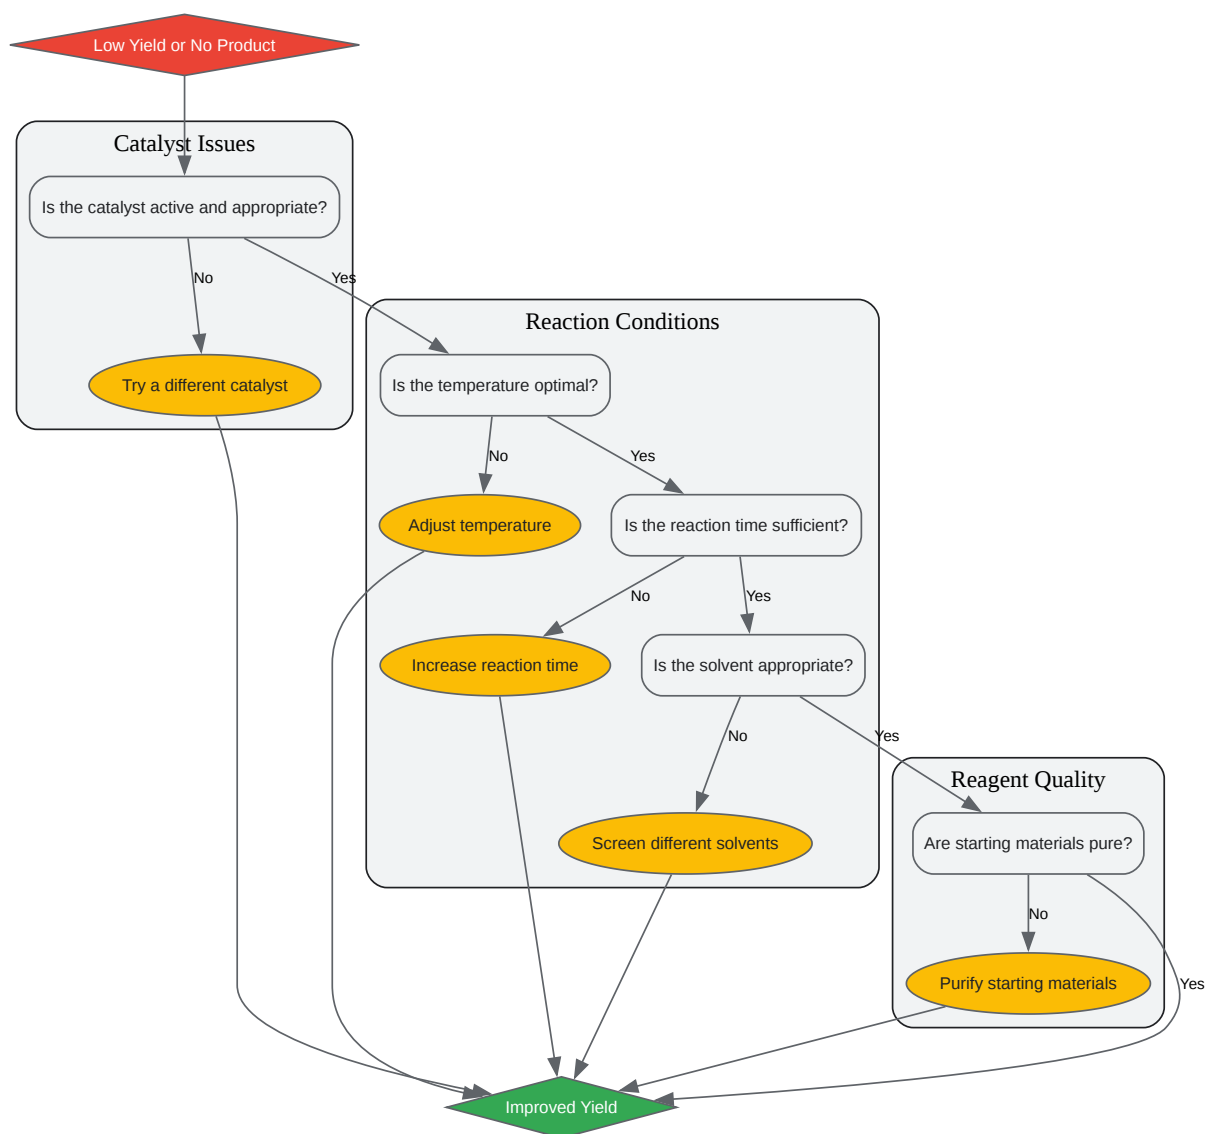 Low Yield or No Product
Catalyst Issues
Is the catalyst active and appropriate?
No
Yes
Reaction Conditions
Try a different catalyst
Is the temperature optimal?
No
Yes
Adjust temperature
Is the reaction time sufficient?
No
Yes
Increase reaction time
Is the solvent appropriate?
No
Yes
Reagent Quality
Screen different solvents
Are starting materials pure?
No
Purify starting materials
Yes
Improved Yield